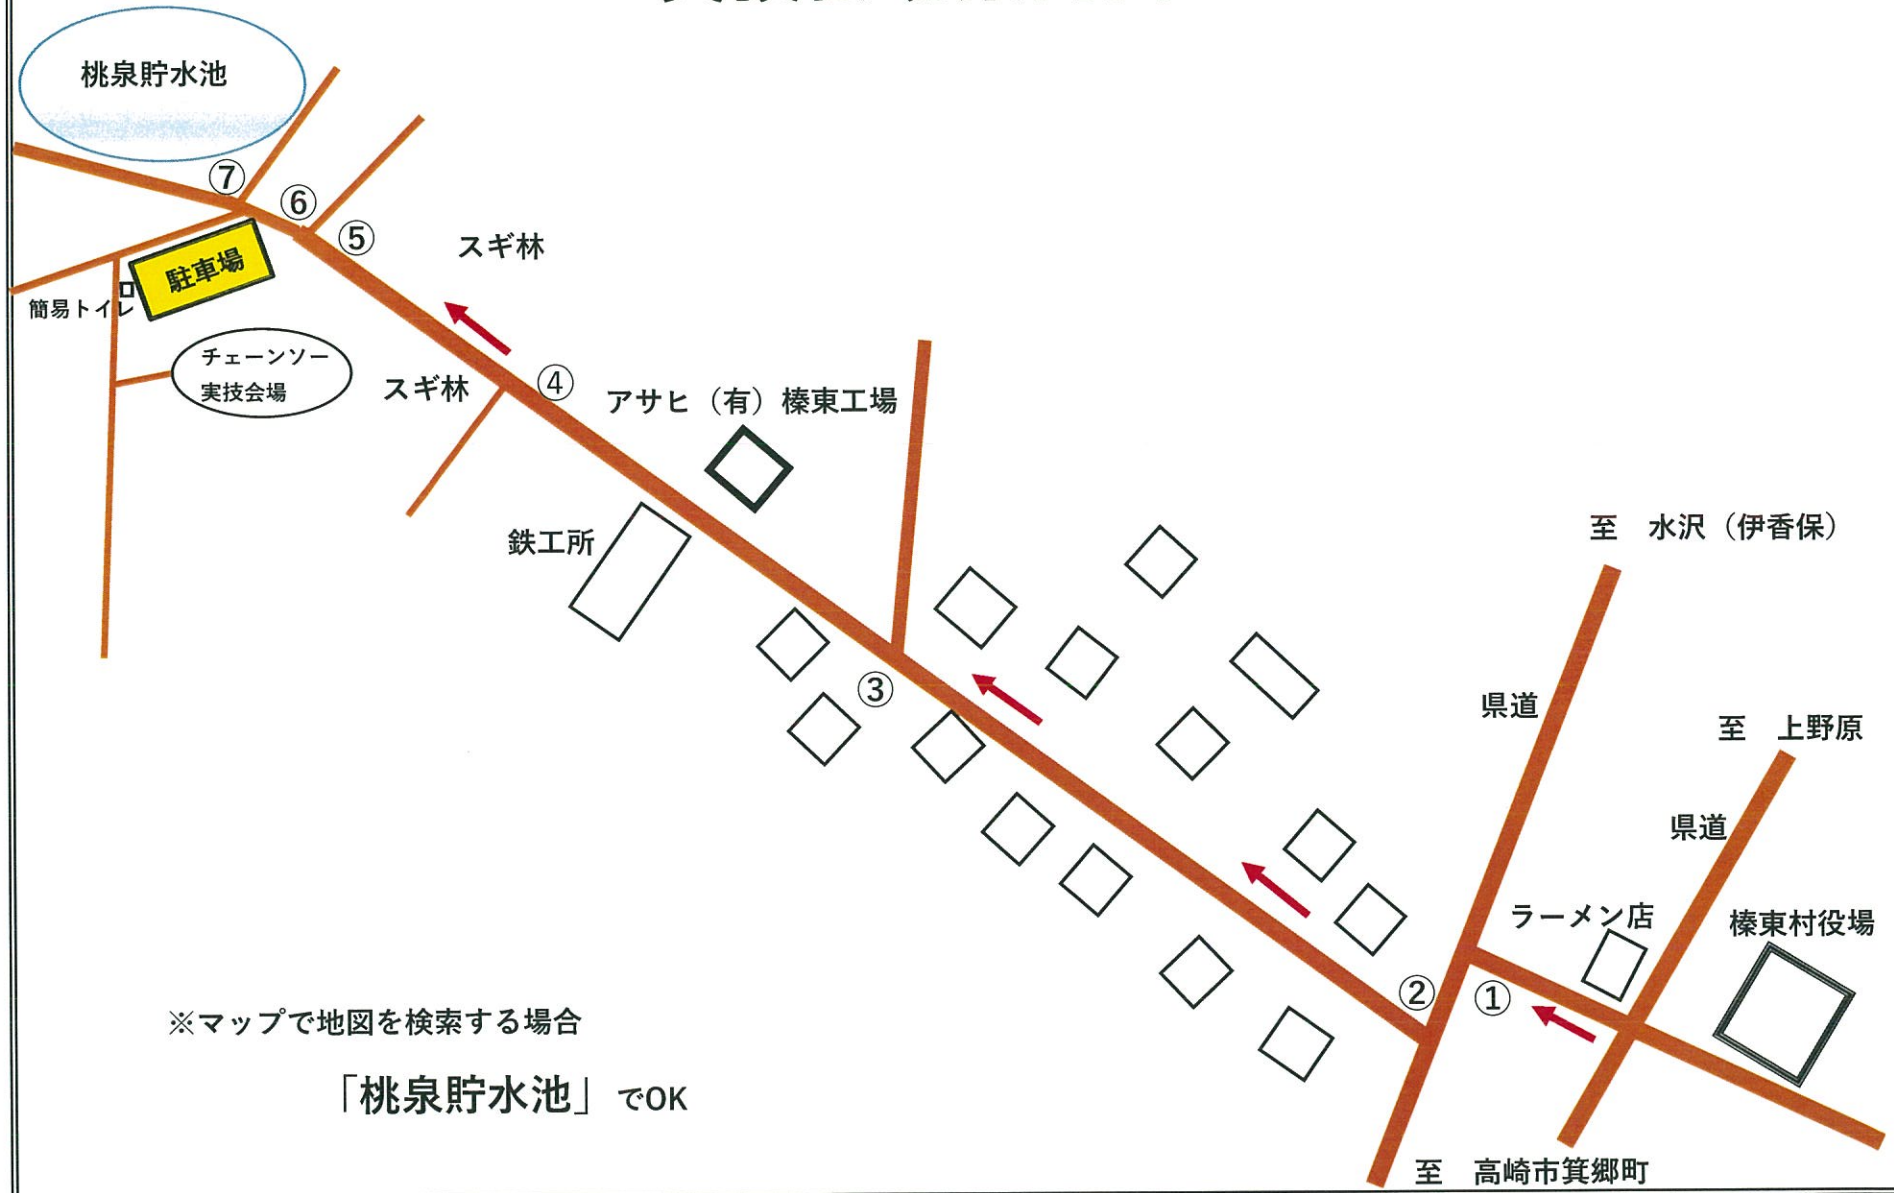 桃泉貯水池
⑦
⑥
⑤
スギ林
駐車場
簡易トイレ
チェーンソー
実技会場
スギ林
④
アサヒ（有）榛東工場
鉄工所
至　水沢（伊香保）
③
県道
至　上野原
県道
ラーメン店
榛東村役場
②
①
※マップで地図を検索する場合
「桃泉貯水池」でOK
至　高崎市箕郷町